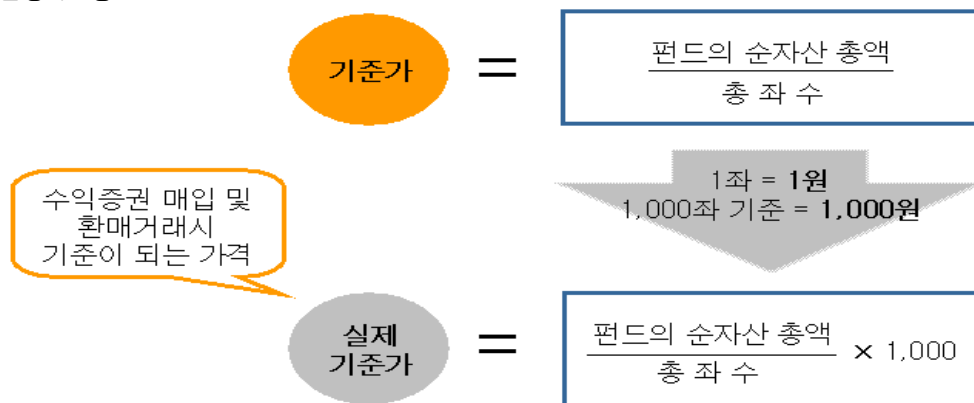 기준가
=
펀드의 순자산 총액
총 좌 수
1좌 = 1원
1,000좌 기준 = 1,000원
수익증권 매입 및
환매거래시
기준이 되는 가격
실제
기준가
=
펀드의 순자산 총액
총 좌 수
× 1,000